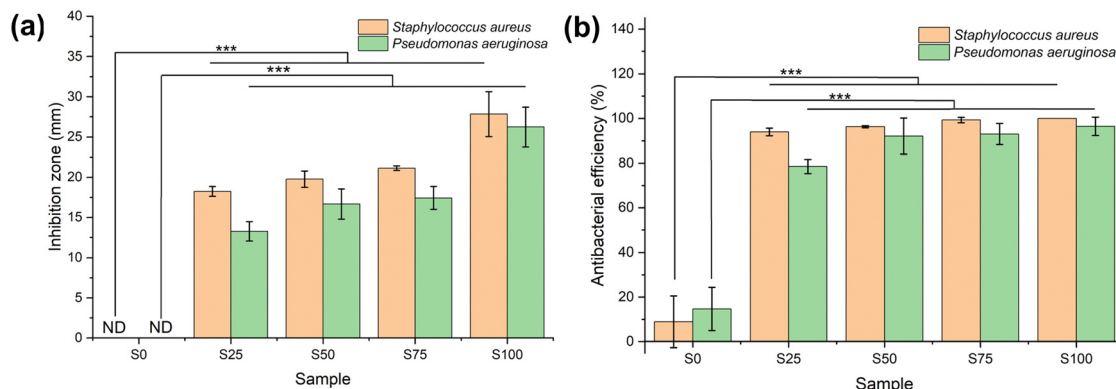 (a)
Inhibition zone (mm)
40
35
30
25
20
15
10
5
0
Staphylococcus aureus
Pseudomonas aeruginosa
***
***
ND ND
S0 S25 S50 S75 S100
Sample
(b)
Antibacterial efficiency (%)
140
120
100
80
60
40
20
0
Staphylococcus aureus
Pseudomonas aeruginosa
***
***
S0 S25 S50 S75 S100
Sample